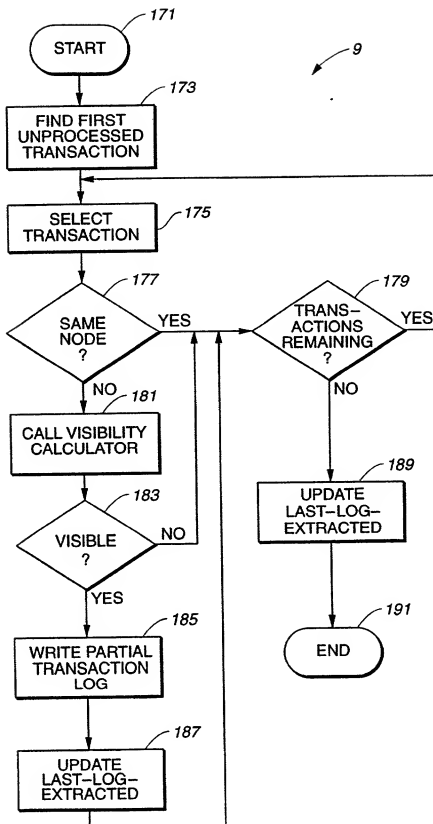 171
START
9
173
FIND FIRST
UNPROCESSED
TRANSACTION
SELECT
TRANSACTION
175
177
SAME
NODE
?
YES
NO
179
TRANS–
ACTIONS
REMAINING
?
YES
NO
181
CALL VISIBILITY
CALCULATOR
183
VISIBLE
?
NO
YES
189
UPDATE
LAST–LOG–
EXTRACTED
185
WRITE PARTIAL
TRANSACTION
LOG
191
END
187
UPDATE
LAST–LOG–
EXTRACTED